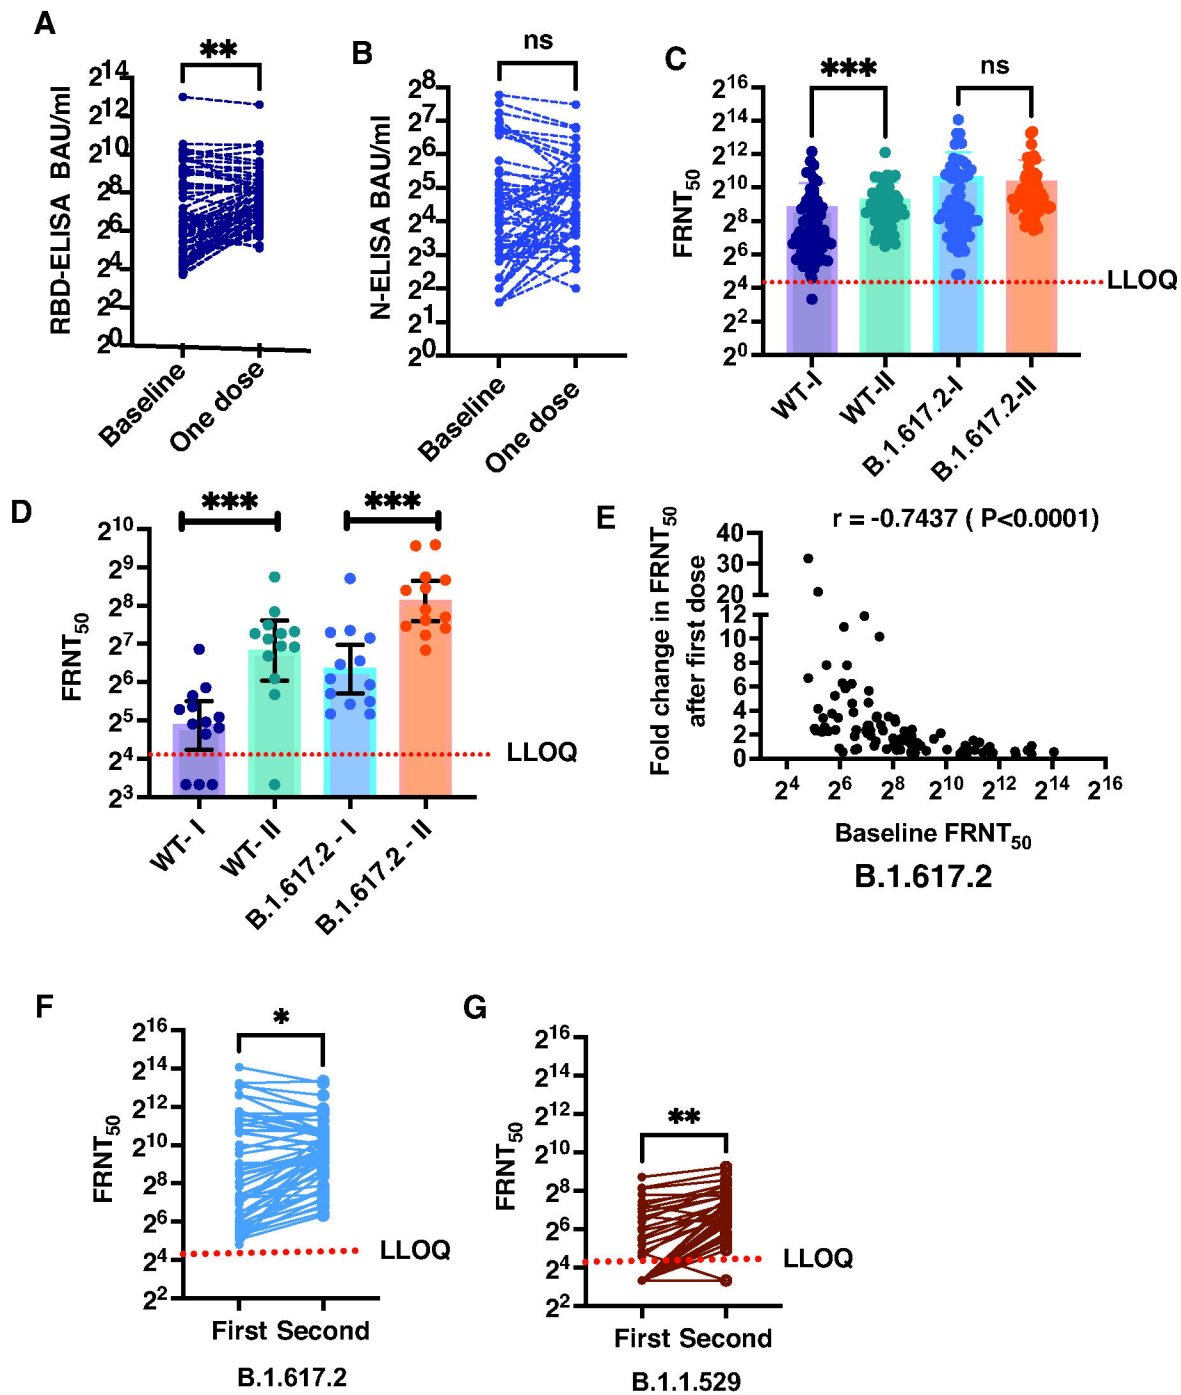 A
**
RBD-ELISA BAU/ml
2^14
2^12
2^10
2^8
2^6
2^4
2^2
2^0
Baseline
One dose
B
ns
N-ELISA BAU/ml
2^8
2^7
2^6
2^5
2^4
2^3
2^2
2^1
2^0
Baseline
One dose
C
***
ns
FRNT50
2^16
2^14
2^12
2^10
2^8
2^6
2^4
2^2
2^0
LLOQ
WT-I
WT-II
B.1.617.2-I
B.1.617.2-II
D
***
***
FRNT50
2^10
2^9
2^8
2^7
2^6
2^5
2^4
2^3
LLOQ
WT- I
WT- II
B.1.617.2 - I
B.1.617.2 - II
E
r = -0.7437 ( P<0.0001)
Fold change in FRNT50
after first dose
40
30
20
12
10
8
6
4
2
0
2^4 2^6 2^8 2^10 2^12 2^14 2^16
Baseline FRNT50
B.1.617.2
F
*
FRNT50
2^16
2^14
2^12
2^10
2^8
2^6
2^4
2^2
LLOQ
First Second
B.1.617.2
G
**
FRNT50
2^16
2^14
2^12
2^10
2^8
2^6
2^4
2^2
LLOQ
First Second
B.1.1.529